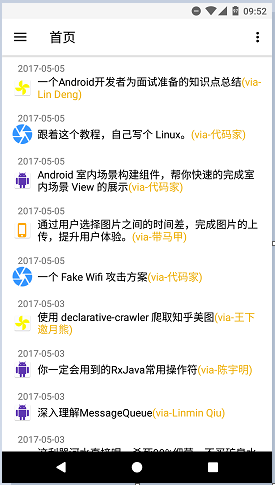 09:52
首页
2017-05-05
一个Android开发者为面试准备的知识点总结(via-
Lin Deng)
2017-05-05
跟着这个教程，自己写个 Linux。(via-代码家)
2017-05-05
Android 室内场景构建组件，帮你快速的完成室
内场景 View 的展示(via-代码家)
2017-05-05
通过用户选择图片之间的时间差，完成图片的上
传，提升用户体验。(via-带马甲)
2017-05-05
一个 Fake Wifi 攻击方案(via-代码家)
2017-05-03
使用 declarative-crawler 爬取知乎美图(via-王下
邀月熊)
2017-05-03
你一定会用到的RxJava常用操作符(via-陈宇明)
2017-05-03
深入理解MessageQueue(via-Linmin Qiu)
2017-05-03